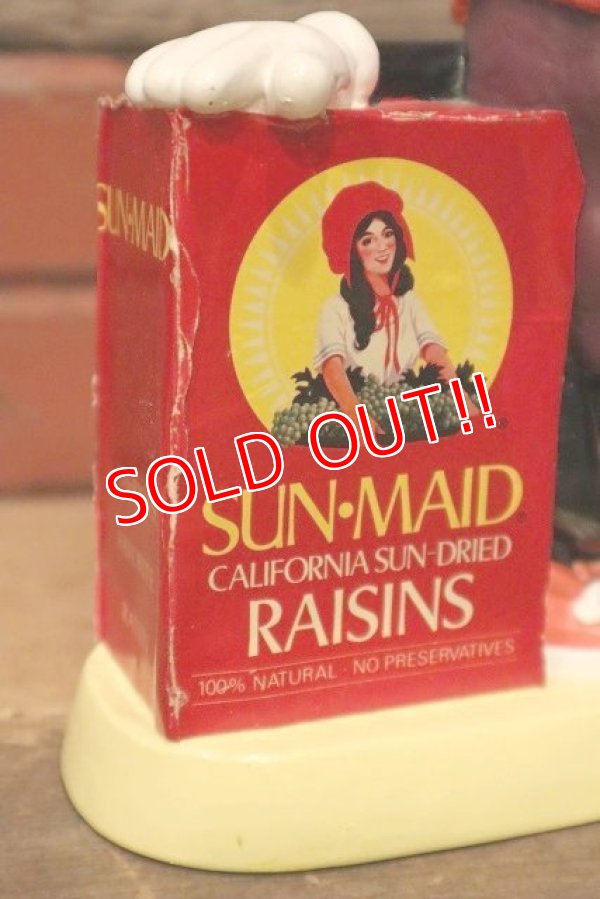 SUN-MAID
SOLD OUT!!
SUN•MAID
CALIFORNIA SUN-DRIED
RAISINS
100% NATURAL · NO PRESERVATIVES